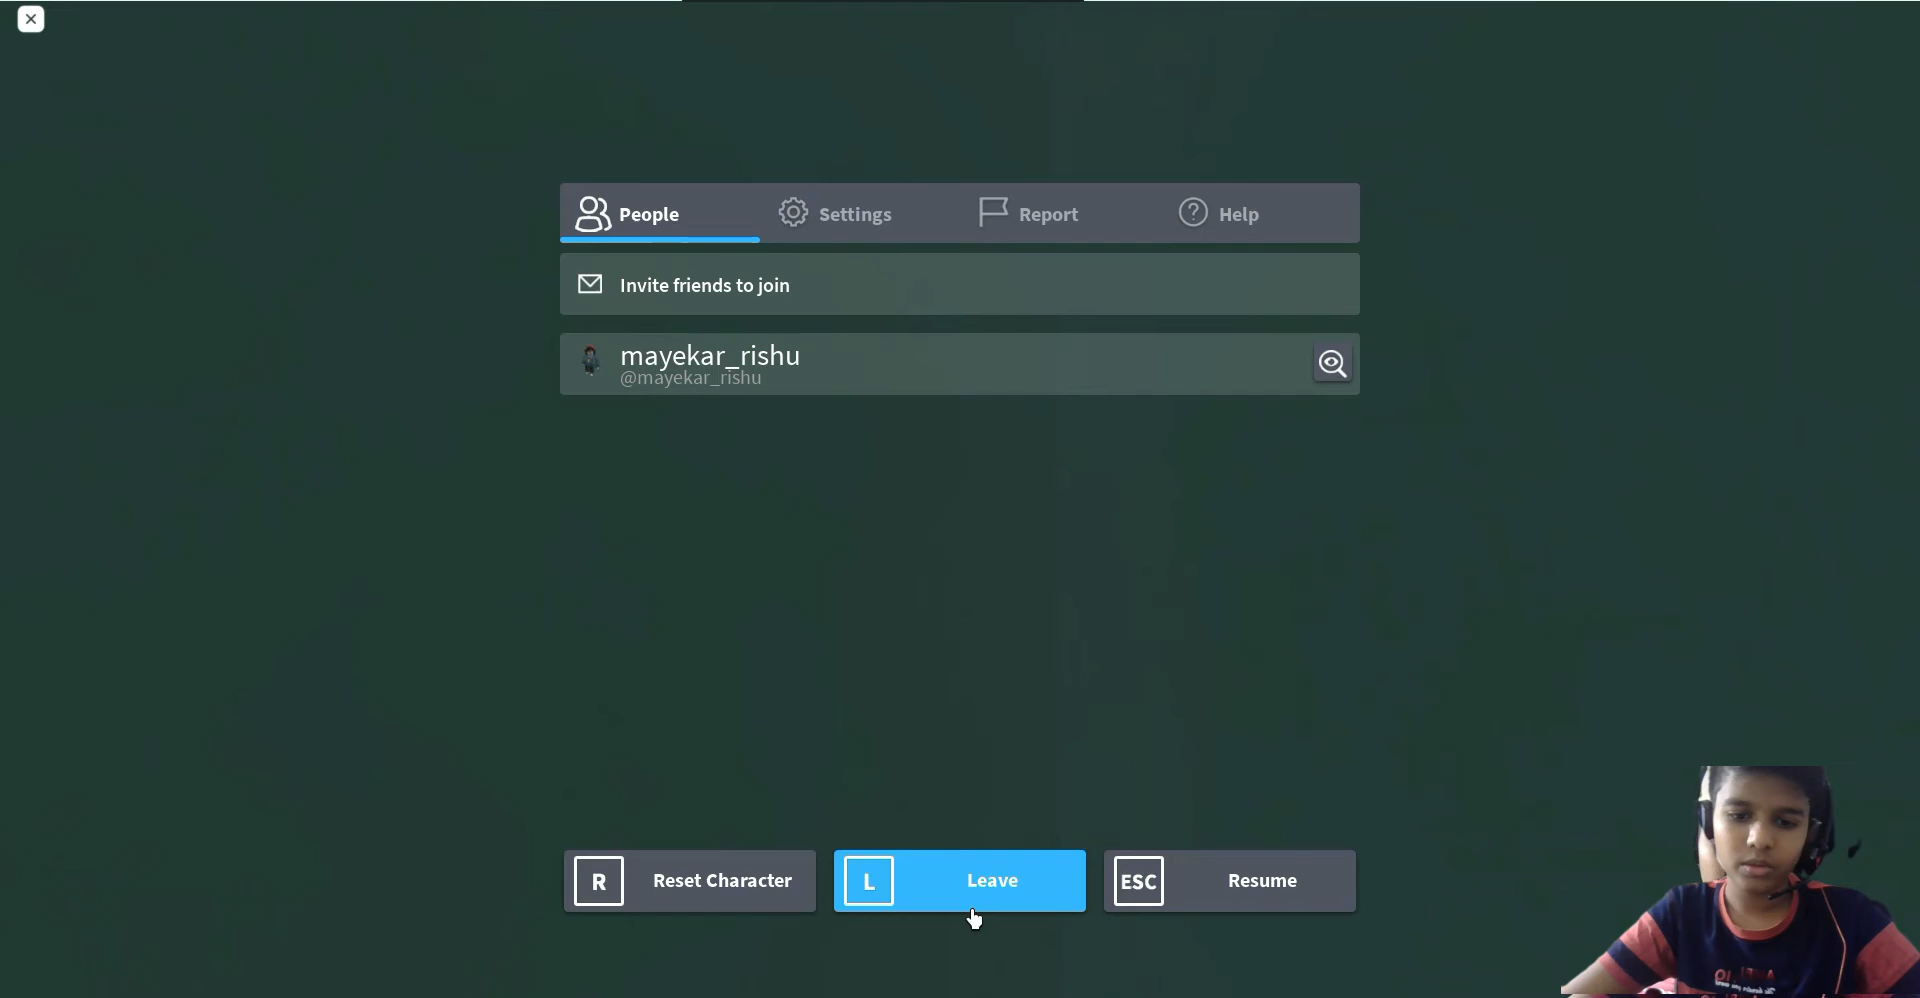 People
Settings
Report
Help
Invite friends to join
mayekar_rishu
@mayekar_rishu
R
Reset Character
L
Leave
ESC
Resume